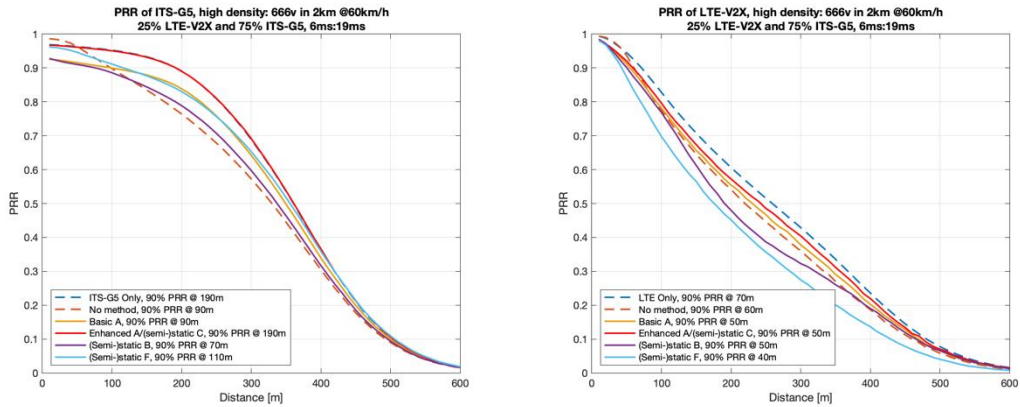 PRR of ITS-G5, high density: 666v in 2km @60km/h
25% LTE-V2X and 75% ITS-G5, 6ms:19ms
1
0.9
0.8
0.7
0.6
0.5
0.4
0.3
0.2
0.1
0
PRR
ITS-G5 Only, 90% PRR @ 190m
No method, 90% PRR @ 90m
Basic A, 90% PRR @ 90m
Enhanced A/(semi-)static C, 90% PRR @ 190m
(Semi-)static B, 90% PRR @ 70m
(Semi-)static F, 90% PRR @ 110m
0 100 200 300 400 500 600
Distance [m]
PRR of LTE-V2X, high density: 666v in 2km @60km/h
25% LTE-V2X and 75% ITS-G5, 6ms:19ms
1
0.9
0.8
0.7
0.6
0.5
0.4
0.3
0.2
0.1
0
PRR
LTE Only, 90% PRR @ 70m
No method, 90% PRR @ 60m
Basic A, 90% PRR @ 50m
Enhanced A/(semi-)static C, 90% PRR @ 50m
(Semi-)static B, 90% PRR @ 50m
(Semi-)static F, 90% PRR @ 40m
0 100 200 300 400 500 600
Distance [m]